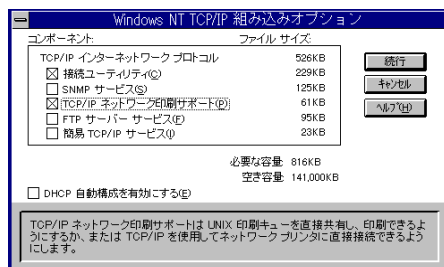 Windows NT TCP/IP 組み込みオプション
コンポーネント: ファイル サイズ:
TCP/IP インターネットワーク プロトコル 526KB
接続ユーティリティ(C) 229KB
SNMP サービス(S) 125KB
TCP/IP ネットワーク印刷サポート(P) 61KB
FTP サーバー サービス(F) 95KB
簡易 TCP/IP サービス(I) 23KB
続行
キャンセル
ヘルプ(H)
必要な容量: 816KB
空き容量: 141,000KB
DHCP 自動構成を有効にする(E)
TCP/IP ネットワーク印刷サポートは UNIX 印刷キューを直接共有し、印刷できるよ
うにするか、または TCP/IP を使用してネットワーク プリンタに直接接続できるよう
にします。